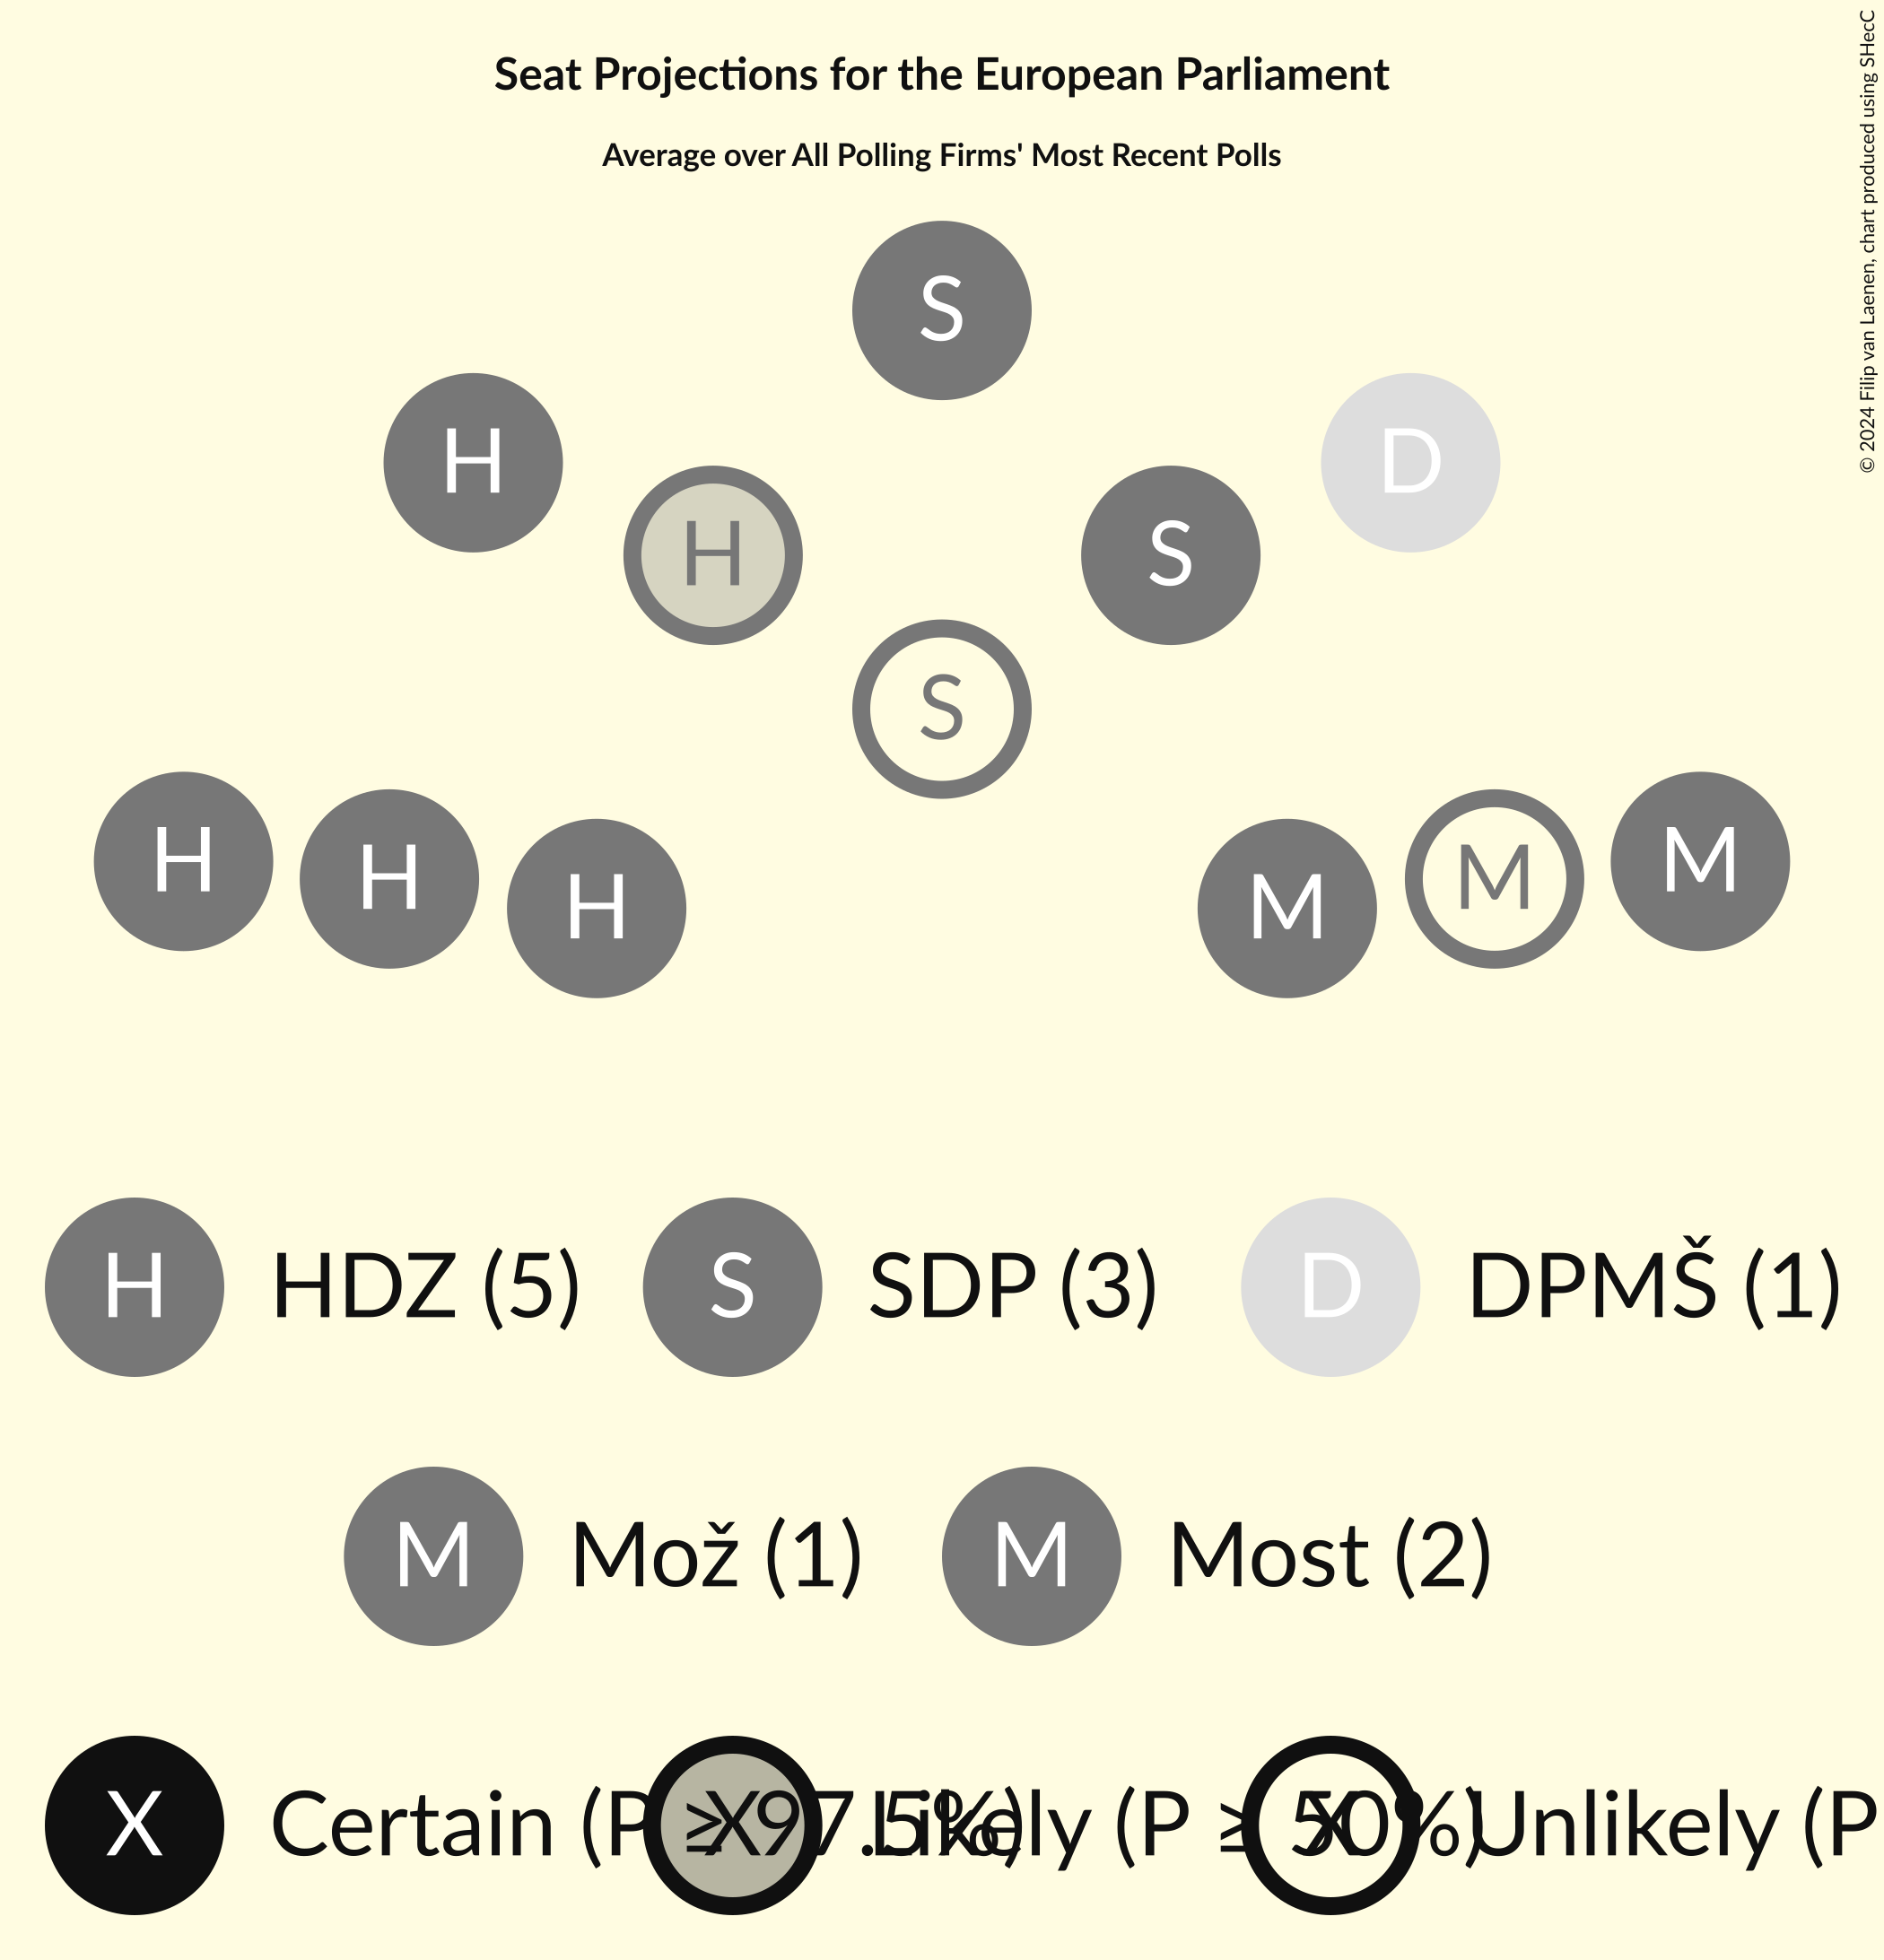 Seat Projections for the European Parliament
Average over All Polling Firms' Most Recent Polls
© 2024 Filip van Laenen, chart produced using SHecC
S
H
D
H
S
S
H
H
H
M
M
M
H HDZ (5)
S SDP (3)
D DPMŠ (1)
M Mož (1)
M Most (2)
X Certain (P ≥ 97.5%)
X Likely (P ≥ 50%)
X Unlikely (P